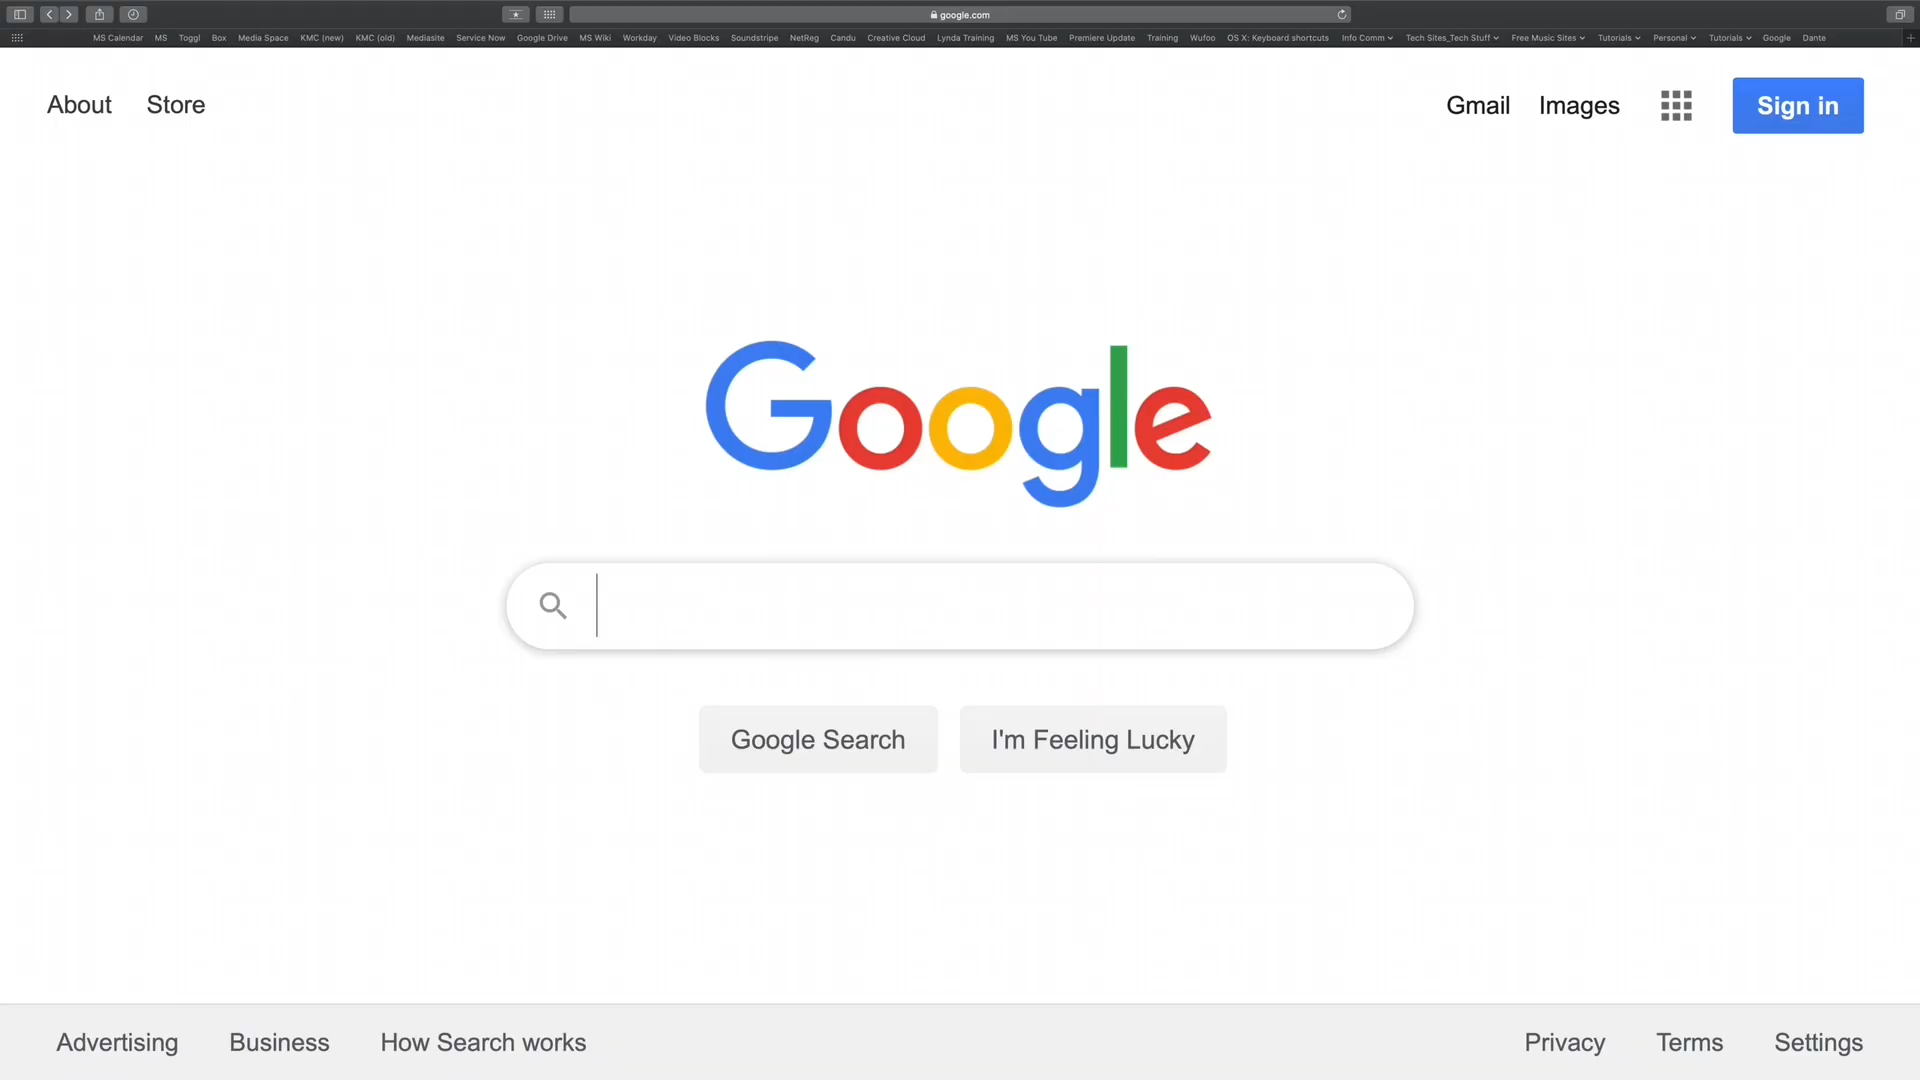 google.com
MS Calendar MS Toggl Box Media Space KMC (new) KMC (old) Mediasite Service Now Google Drive MS Wiki Workday Video Blocks Soundstripe NetReg Candu Creative Cloud Lynda Training MS You Tube Premiere Update Training Wufoo OS X: Keyboard shortcuts Info Comm Tech Sites_Tech Stuff Free Music Sites Tutorials Personal Tutorials Google Dante
About Store Gmail Images Sign in
Google
Google Search I'm Feeling Lucky
Advertising Business How Search works Privacy Terms Settings